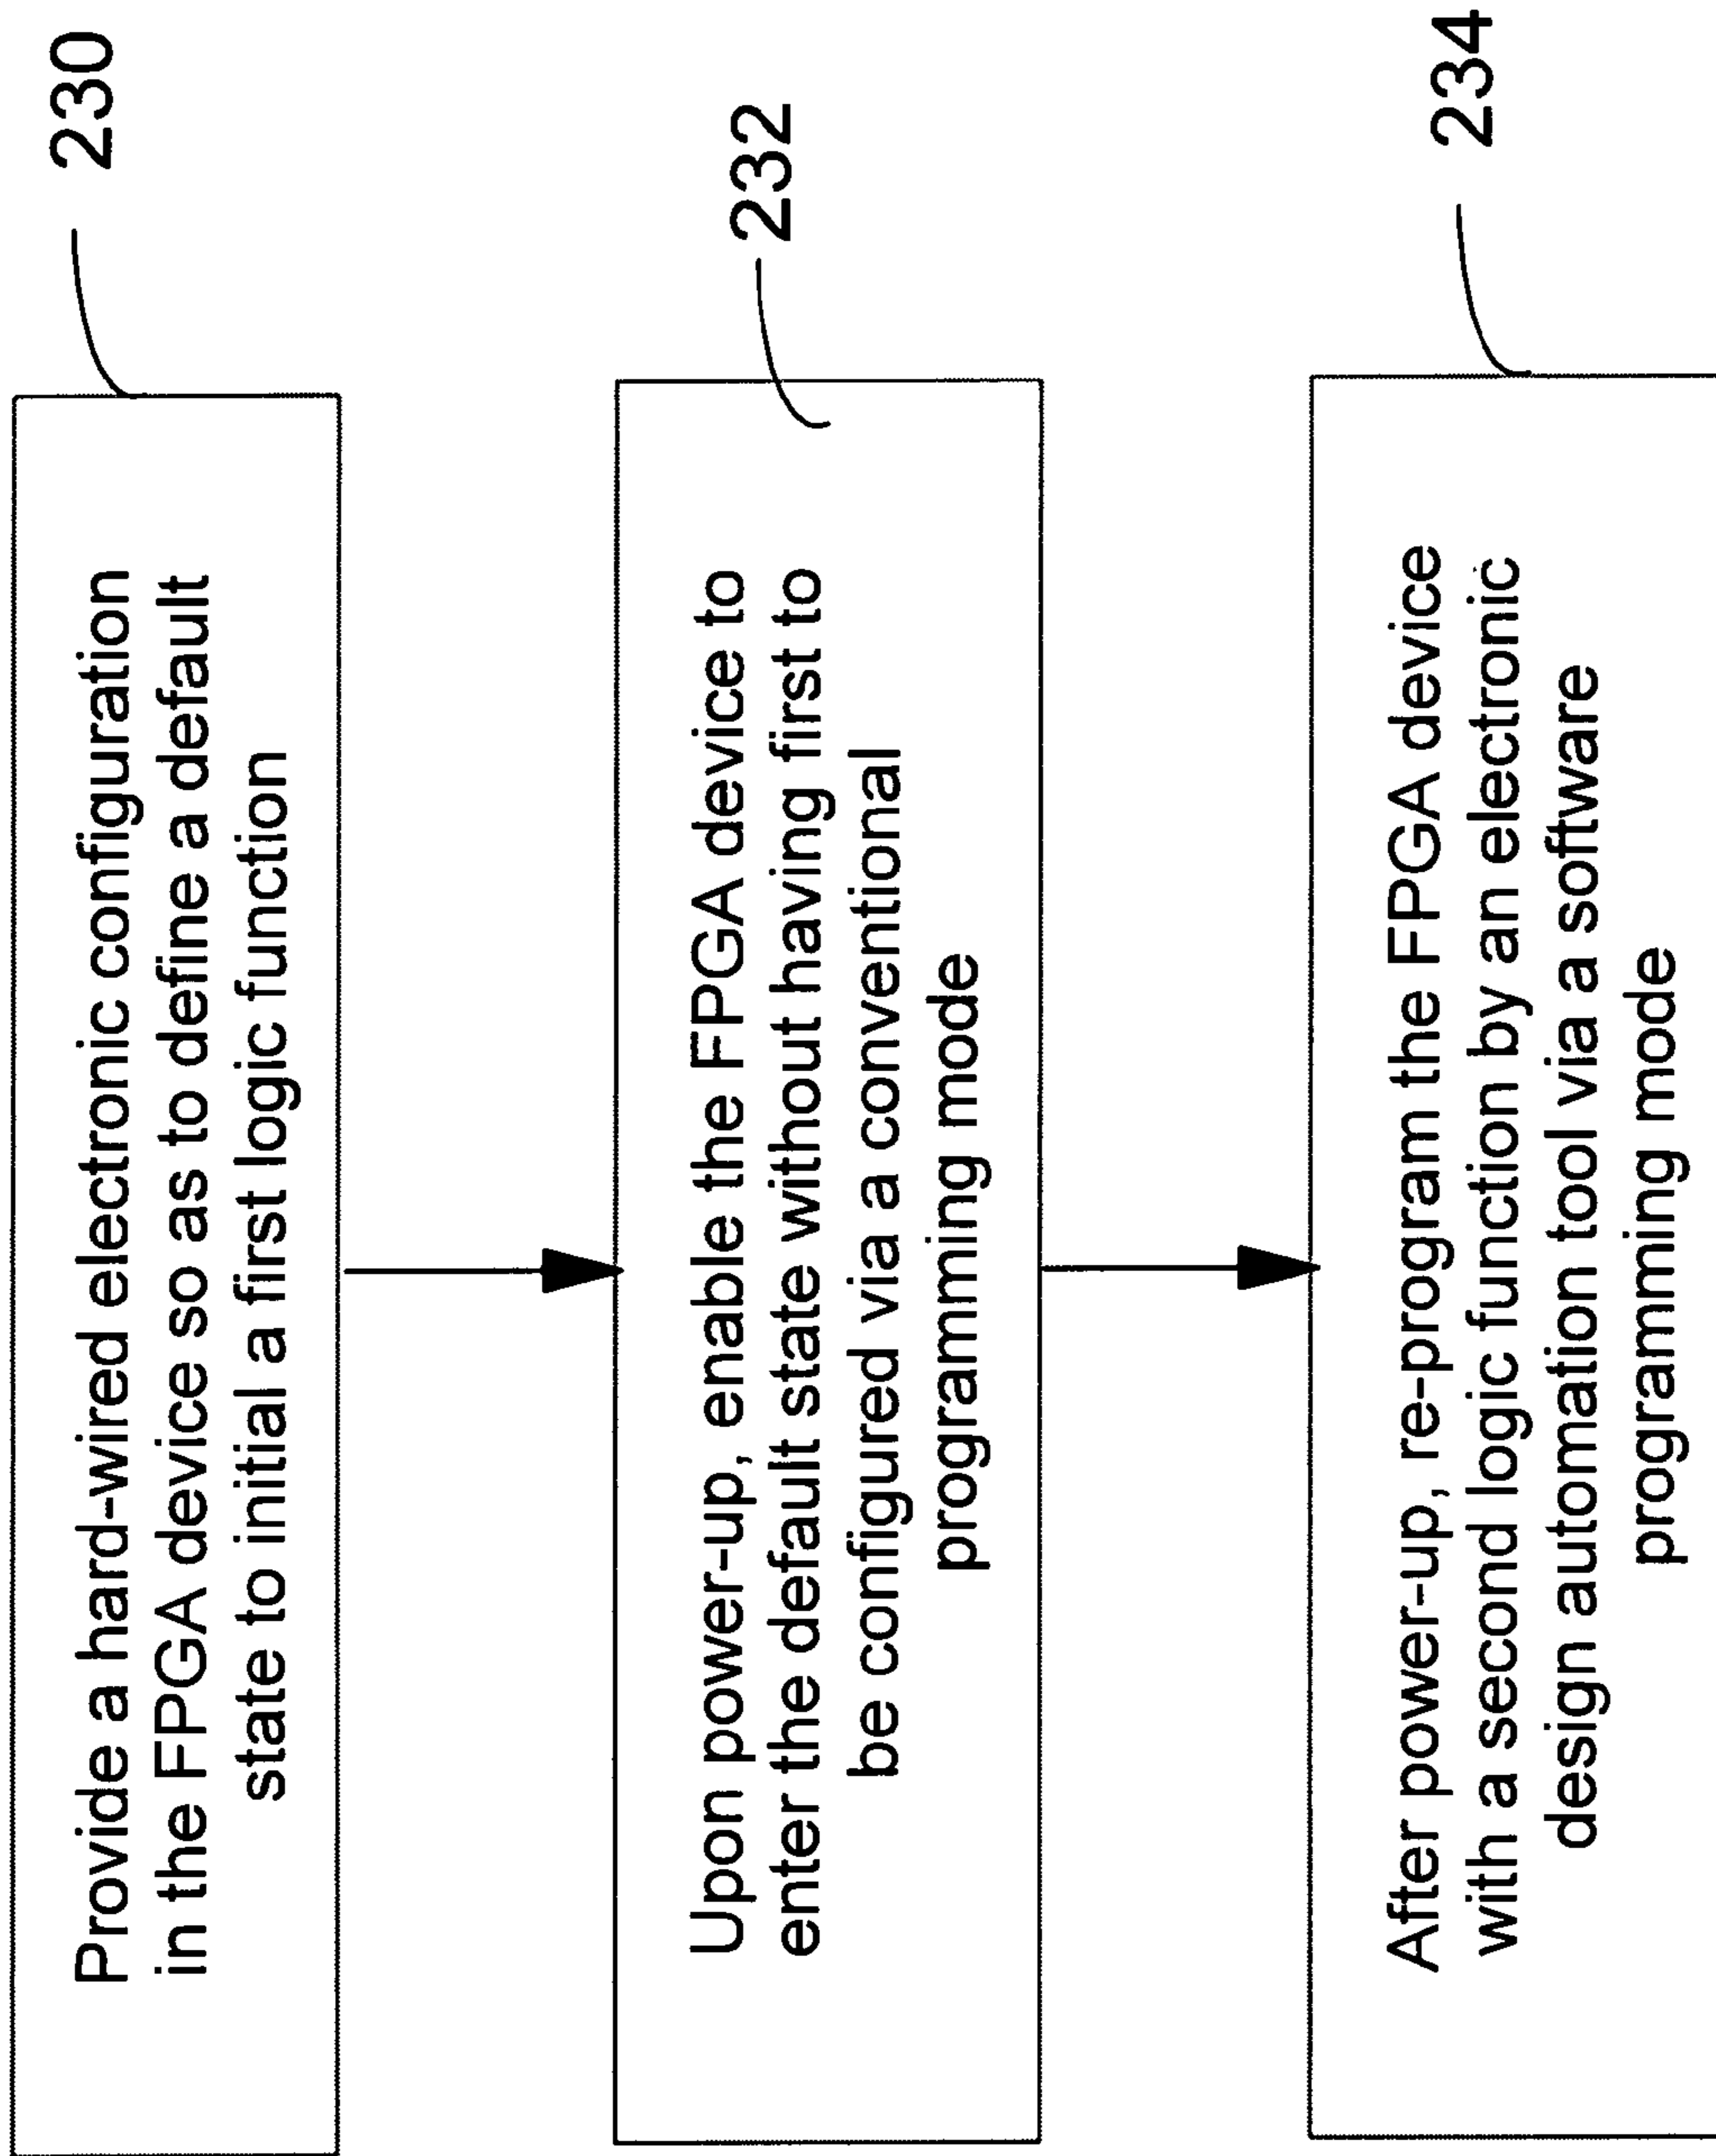 230
Provide a hard-wired electronic configuration
in the FPGA device so as to define a default
state to initial a first logic function
232
Upon power-up, enable the FPGA device to
enter the default state without having first to
be configured via a conventional
programming mode
234
After power-up, re-program the FPGA device
with a second logic function by an electronic
design automation tool via a software
programming mode